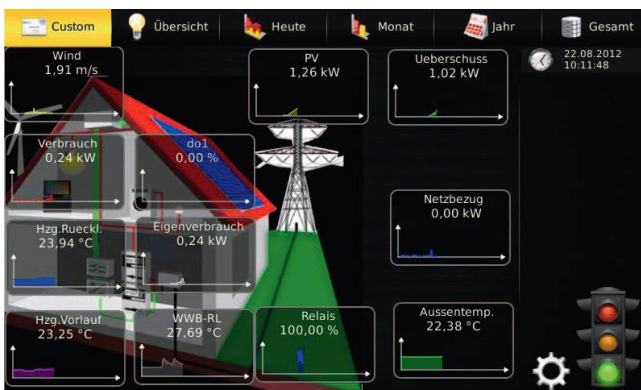 Custom
Übersicht
Heute
Monat
Jahr
Gesamt
Wind
1,91 m/s
PV
1,26 kW
Ueberschuss
1,02 kW
22.08.2012
10:11:48
Verbrauch
0,24 kW
do1
0,00 %
Netzbezug
0,00 kW
Hzg.Rueckl.
23,94 °C
Eigenverbrauch
0,24 kW
Hzg.Vorlauf
23,25 °C
WWB-RL
27,69 °C
Relais
100,00 %
Aussentemp.
22,38 °C